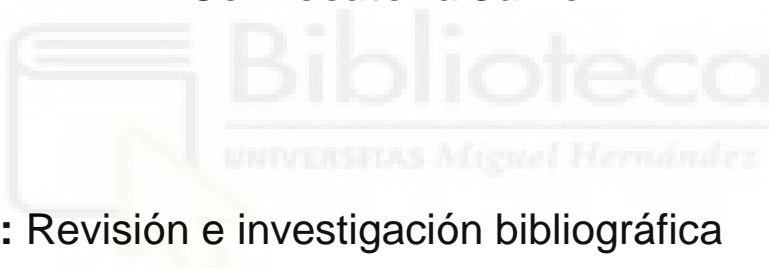 Biblioteca
UNIVERSITAS Miguel Hernández
: Revisión e investigación bibliográfica